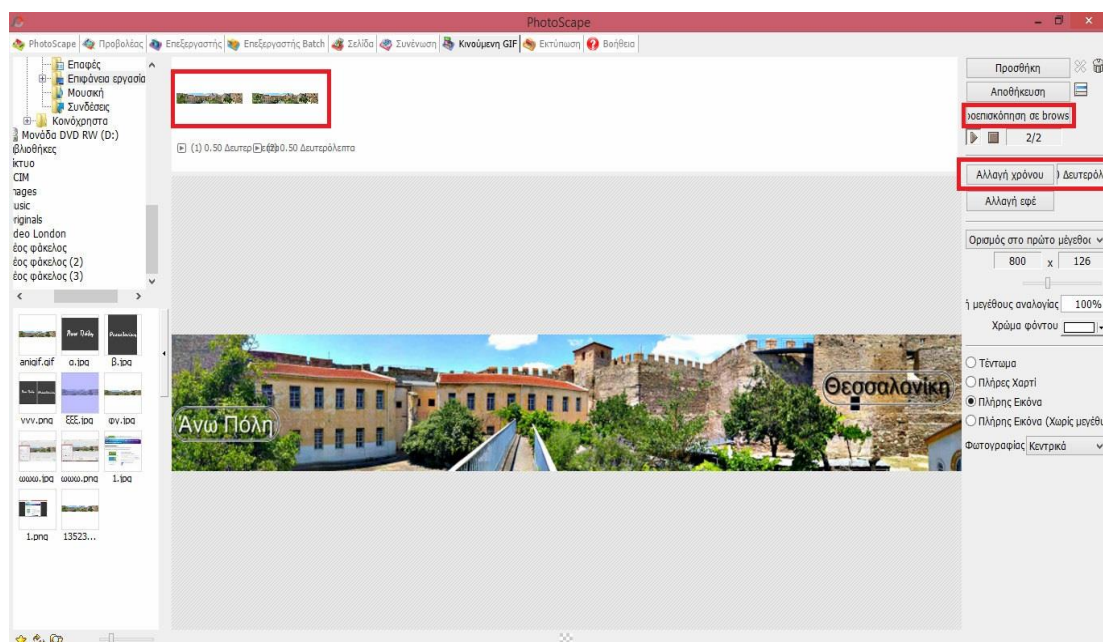 PhotoScape
PhotoScape Προβολέας Επεξεργαστής Επεξεργαστής Batch Σελίδα Συνένωση Κινούμενη GIF Εκτύπωση Βοήθεια
Επαφές
Επιφάνεια εργασία
Μουσική
Συνδέσεις
Κοινόχρηστα
Μονάδα DVD RW (D:)
βλιοθήκες
ίκτυο
CIM
nages
usic
riginals
deo London
έος φάκελος
έος φάκελος (2)
έος φάκελος (3)
anigif.gif α.jpg β.jpg
vvv.png ξξξ.jpg φv.jpg
ωωω.jpg ωωω.png 1.jpg
1.png 13523...
(1) 0.50 Δευτερ (2) 0.50 Δευτερόλεπτα
Άνω Πόλη
Θεσσαλονίκη
Προσθήκη
Αποθήκευση
οεπισκόπηση σε brows
2/2
Αλλαγή χρόνου ) Δευτερόλ
Αλλαγή εφέ
Ορισμός στο πρώτο μέγεθος
800 x 126
ή μεγέθους αναλογίας 100%
Χρώμα φόντου
Τέντωμα
Πλήρες Χαρτί
Πλήρης Εικόνα
Πλήρης Εικόνα (Χωρίς μεγέθυ
Φωτογραφίας Κεντρικά